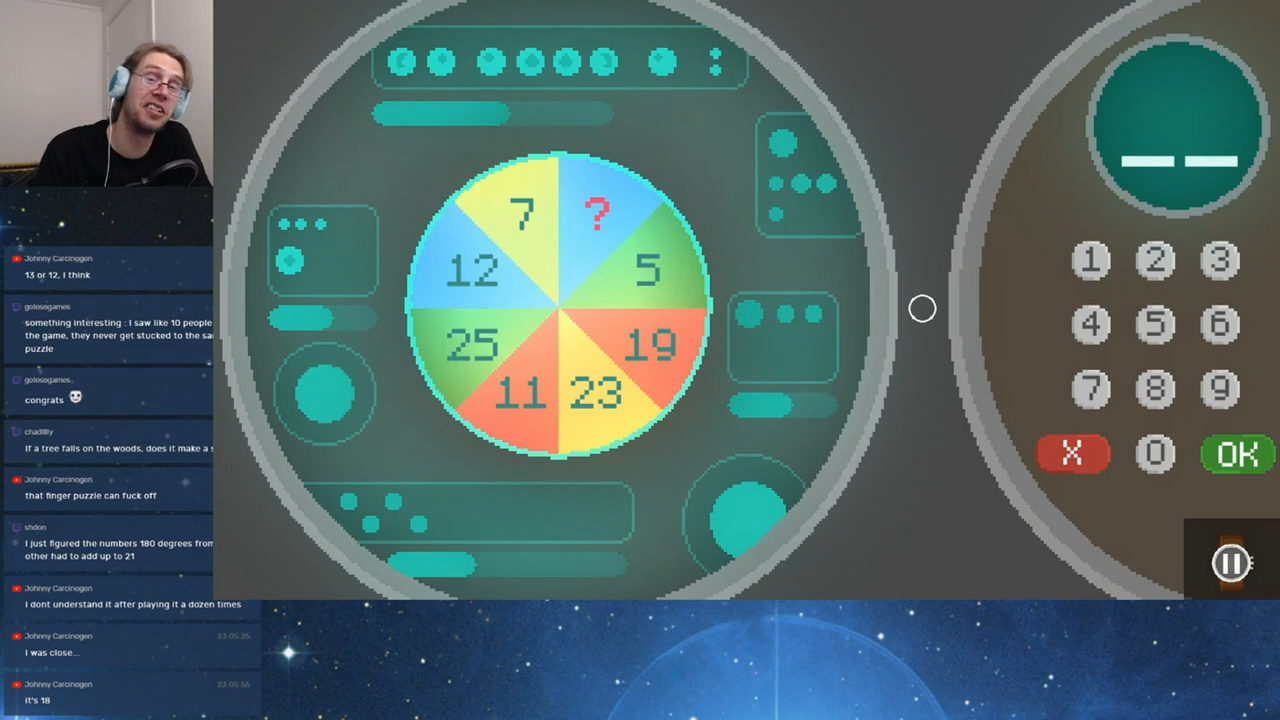 Johnny Carcinogen
13 or 12, I think
golosogames
something interesting : I saw like 10 people
the game, they never get stucked to the sa
puzzle
golosogames
congrats
chadlllly
If a tree falls on the woods, does it make a s
Johnny Carcinogen
that finger puzzle can fuck off
shdon
I just figured the numbers 180 degrees from
other had to add up to 21
Johnny Carcinogen
I dont understand it after playing it a dozen times
Johnny Carcinogen 23:05:25
I was close...
Johnny Carcinogen 23:05:55
it's 18
7 ?
12 5
25 19
11 23
1 2 3
4 5 6
7 8 9
X 0 OK